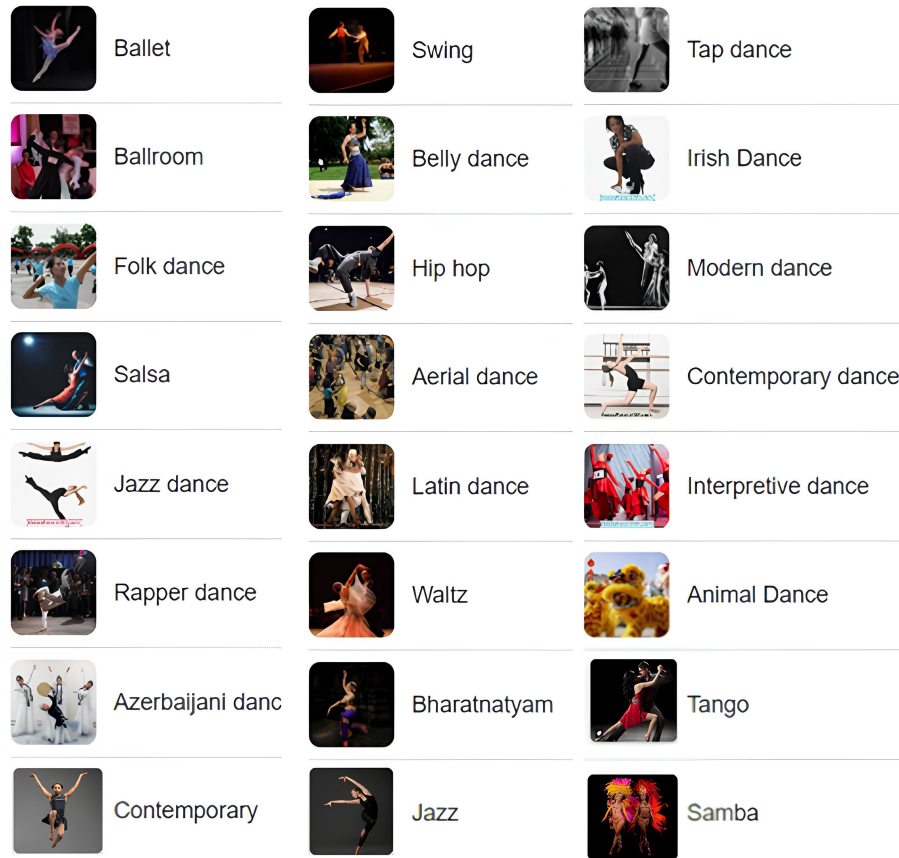 Ballet
Swing
Tap dance
Ballroom
Belly dance
Irish Dance
Folk dance
Hip hop
Modern dance
Salsa
Aerial dance
Contemporary dance
Jazz dance
Latin dance
Interpretive dance
Rapper dance
Waltz
Animal Dance
Azerbaijani danc
Bharatnatyam
Tango
Contemporary
Jazz
Samba